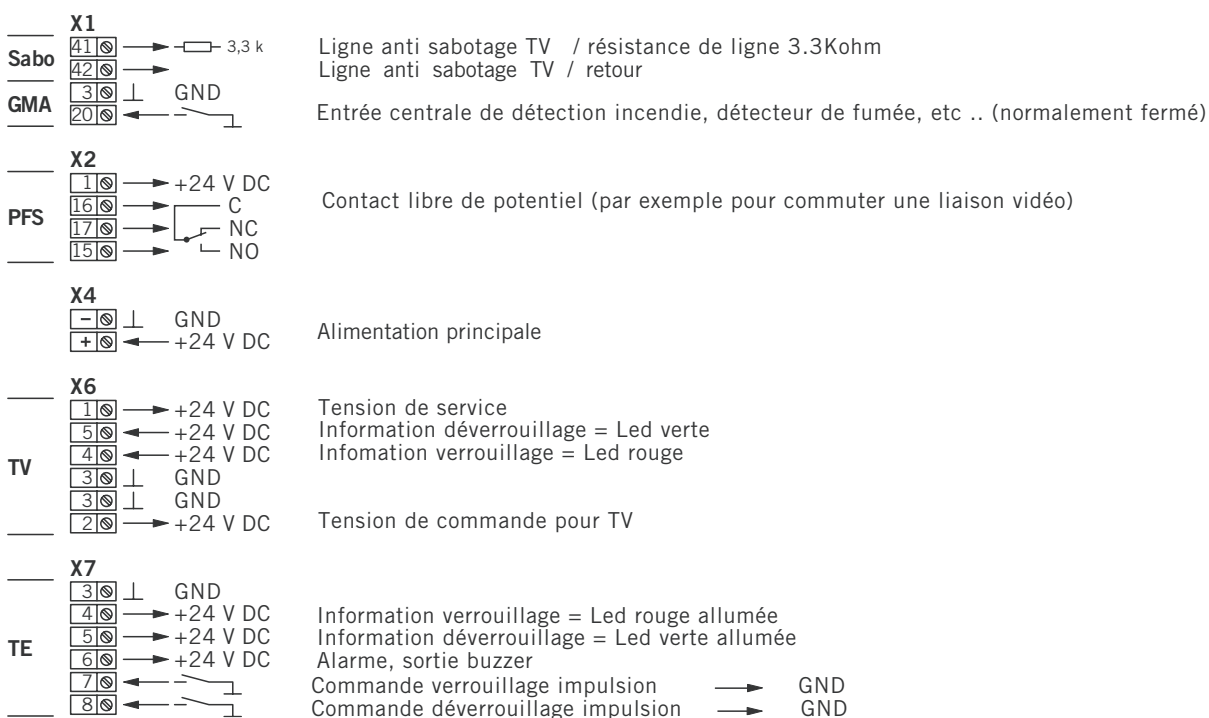 X1
Sabo
41 3,3 k Ligne anti sabotage TV / résistance de ligne 3.3Kohm
42 Ligne anti sabotage TV / retour
GMA
3 GND
20 Entrée centrale de détection incendie, détecteur de fumée, etc .. (normalement fermé)
X2
PFS
1 +24 V DC
16 C Contact libre de potentiel (par exemple pour commuter une liaison vidéo)
17 NC
15 NO
X4
- GND
Alimentation principale
+ +24 V DC
X6
TV
1 +24 V DC Tension de service
5 +24 V DC Information déverrouillage = Led verte
4 +24 V DC Infomation verrouillage = Led rouge
3 GND
3 GND
2 +24 V DC Tension de commande pour TV
X7
TE
3 GND
4 +24 V DC Information verrouillage = Led rouge allumée
5 +24 V DC Information déverrouillage = Led verte allumée
6 +24 V DC Alarme, sortie buzzer
7 Commande verrouillage impulsion GND
8 Commande déverrouillage impulsion GND